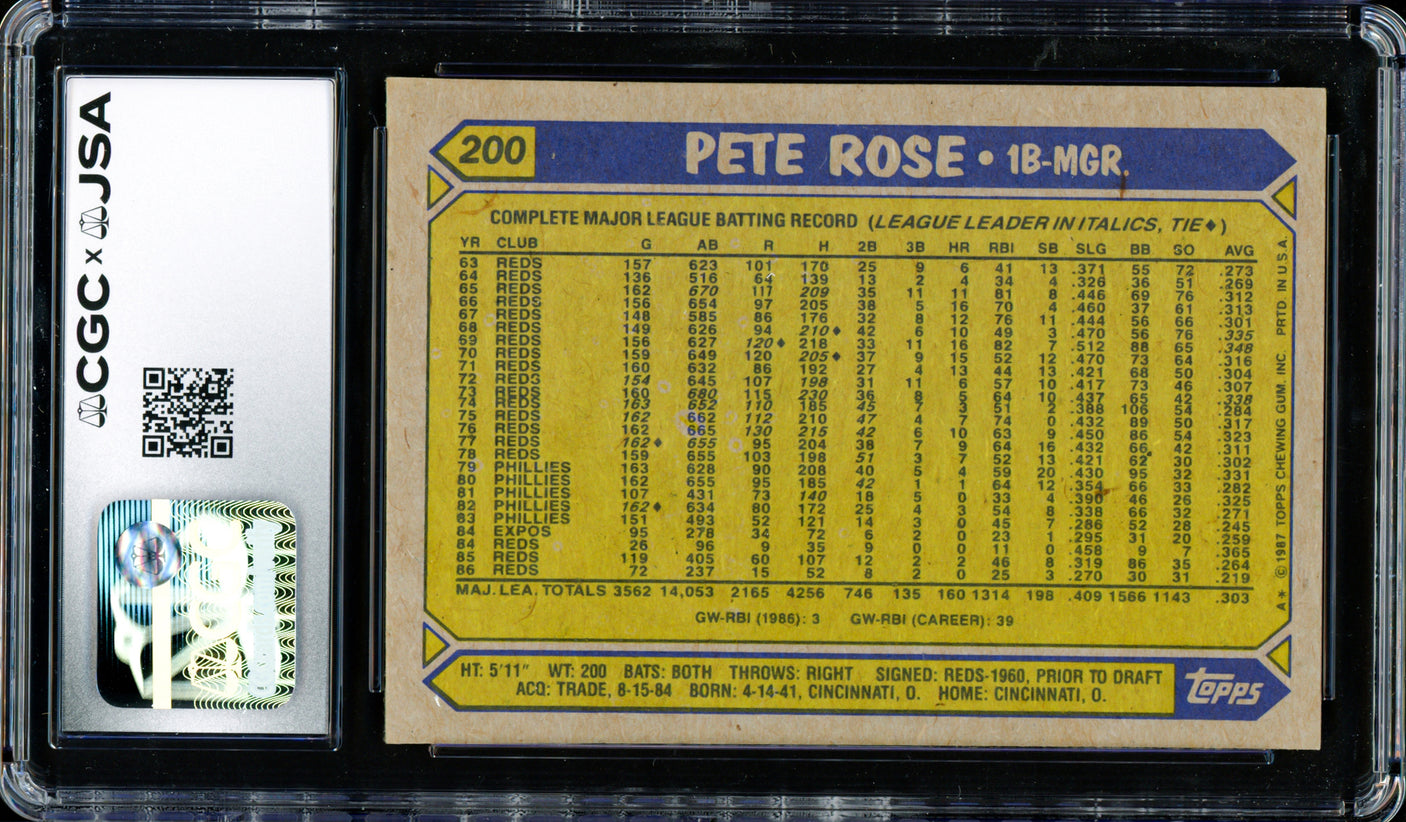 CGC x JSA
200 PETE ROSE • 1B-MGR.
COMPLETE MAJOR LEAGUE BATTING RECORD (LEAGUE LEADER IN ITALICS, TIE♦)
YR CLUB G AB R H 2B 3B HR RBI SB SLG BB SO AVG
63 REDS 157 623 101 170 25 9 6 41 13 .371 55 72 .273
64 REDS 136 516 64 139 13 2 4 34 4 .326 36 51 .269
65 REDS 162 670 117 209 35 11 11 81 8 .446 69 76 .312
66 REDS 156 654 97 205 38 5 16 70 4 .460 37 61 .313
67 REDS 148 585 86 176 32 8 12 76 11 .444 56 66 .301
68 REDS 149 626 94 210♦ 42 6 10 49 3 .470 56 76 .335
69 REDS 156 627 120♦ 218 33 11 16 82 7 .512 88 65 .348
70 REDS 159 649 120 205♦ 37 9 15 52 12 .470 73 64 .316
71 REDS 160 632 86 192 27 4 13 44 13 .421 68 50 .304
72 REDS 154 645 107 198 31 11 6 57 10 .417 73 46 .307
73 REDS 160 680 115 230 36 8 5 64 10 .437 65 42 .338
74 REDS 163 652 110 185 45 7 3 51 2 .388 106 54 .284
75 REDS 162 662 112 210 47 4 7 74 0 .432 89 50 .317
76 REDS 162 665 130 215 42 6 10 63 9 .450 86 54 .323
77 REDS 162♦ 655 95 204 38 7 9 64 16 .432 66 42 .311
78 REDS 159 655 103 198 51 3 7 52 13 .421 62 30 .302
79 PHILLIES 163 628 90 208 40 5 4 59 20 .430 95 32 .331
80 PHILLIES 162 655 95 185 42 1 1 64 12 .354 66 33 .282
81 PHILLIES 107 431 73 140 18 5 0 33 4 .390 46 26 .325
82 PHILLIES 162♦ 634 80 172 25 4 3 54 8 .338 66 32 .271
83 PHILLIES 151 493 52 121 14 3 0 45 7 .286 52 28 .245
84 EXPOS 95 278 34 72 6 2 0 23 1 .295 31 20 .259
84 REDS 26 96 9 35 9 0 0 11 0 .458 9 7 .365
85 REDS 119 405 60 107 12 2 2 46 8 .319 86 35 .264
86 REDS 72 237 15 52 8 2 0 25 3 .270 30 31 .219
MAJ. LEA. TOTALS 3562 14,053 2165 4256 746 135 160 1314 198 .409 1566 1143 .303
GW-RBI (1986): 3 GW-RBI (CAREER): 39
A* © 1987 TOPPS CHEWING GUM. INC. PRTD. IN U.S.A.
HT: 5'11" WT: 200 BATS: BOTH THROWS: RIGHT SIGNED: REDS-1960, PRIOR TO DRAFT
ACQ: TRADE, 8-15-84 BORN: 4-14-41, CINCINNATI, O. HOME: CINCINNATI, O.
topps